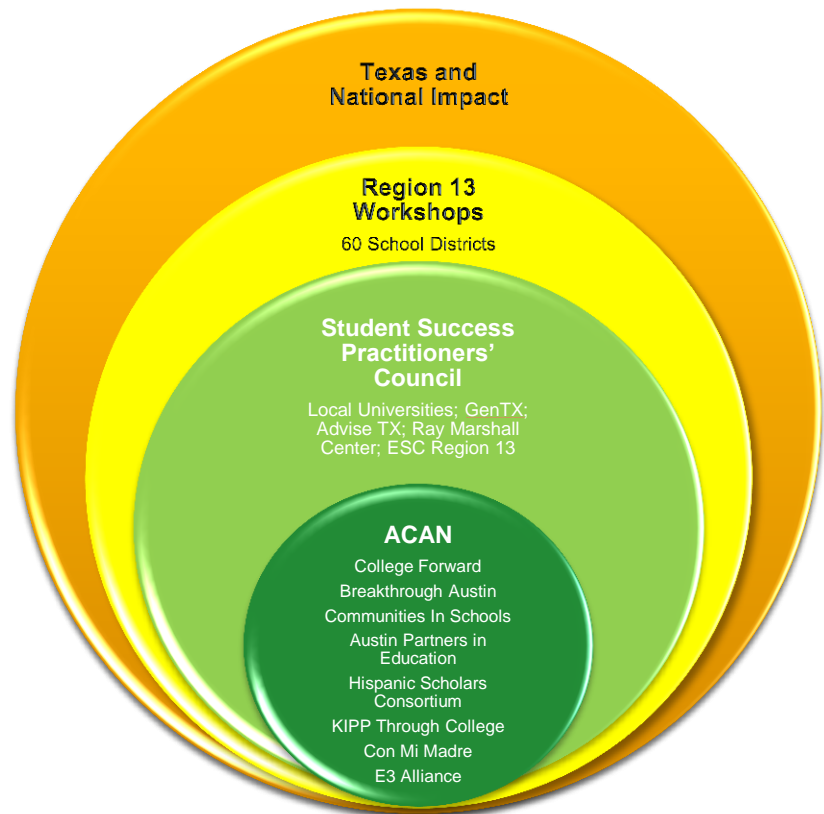 Texas and
National Impact
Region 13
Workshops
60 School Districts
Student Success
Practitioners’
Council
Local Universities; GenTX;
Advise TX; Ray Marshall
Center; ESC Region 13
ACAN
College Forward
Breakthrough Austin
Communities In Schools
Austin Partners in
Education
Hispanic Scholars
Consortium
KIPP Through College
Con Mi Madre
E3 Alliance